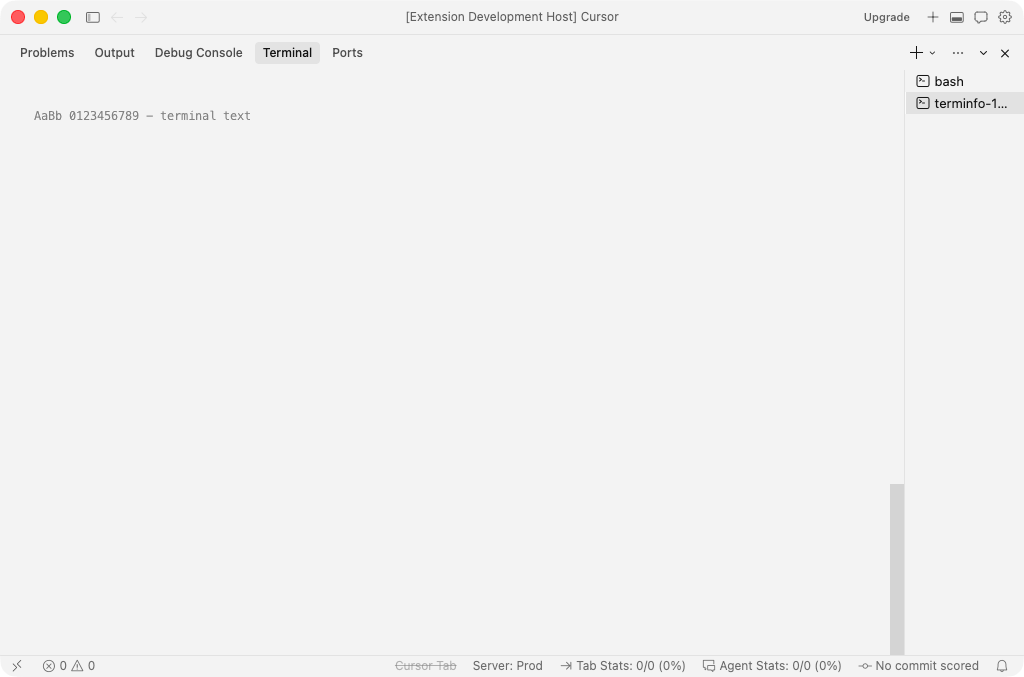 [Extension Development Host] Cursor
Upgrade
Problems Output Debug Console Terminal Ports
bash
terminfo-1...
AaBb 0123456789 — terminal text
0 0 Cursor Tab Server: Prod Tab Stats: 0/0 (0%) Agent Stats: 0/0 (0%) No commit scored